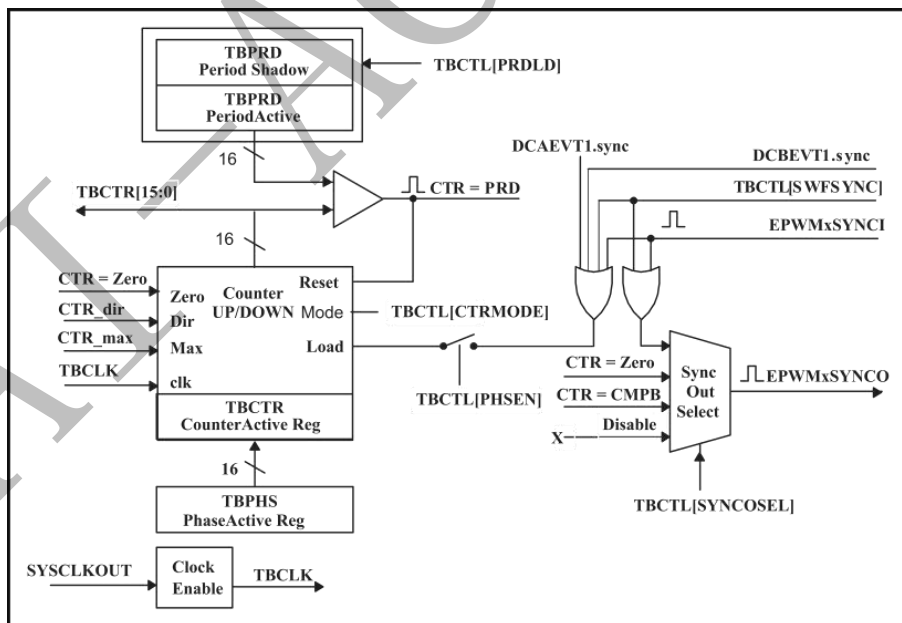 TBPRD
Period Shadow
TBPRD
PeriodActive
TBCTL[PRDLD]
16
TBCTR[15:0]
CTR = PRD
16
DCAEVT1.sync
DCBEVT1.sync
TBCTL[SWFSYNC]
EPWMxSYNCI
CTR = Zero
CTR_dir
CTR_max
TBCLK
Zero
Dir
Max
clk
Counter
UP/DOWN
Reset
Mode
Load
TBCTL[CTRMODE]
TBCTL[PHSEN]
TBCTR
CounterActive Reg
16
TBPHS
PhaseActive Reg
CTR = Zero
CTR = CMPB
Disable
X
Sync
Out
Select
EPWMxSYNCO
TBCTL[SYNCOSEL]
SYSCLKOUT
Clock
Enable
TBCLK